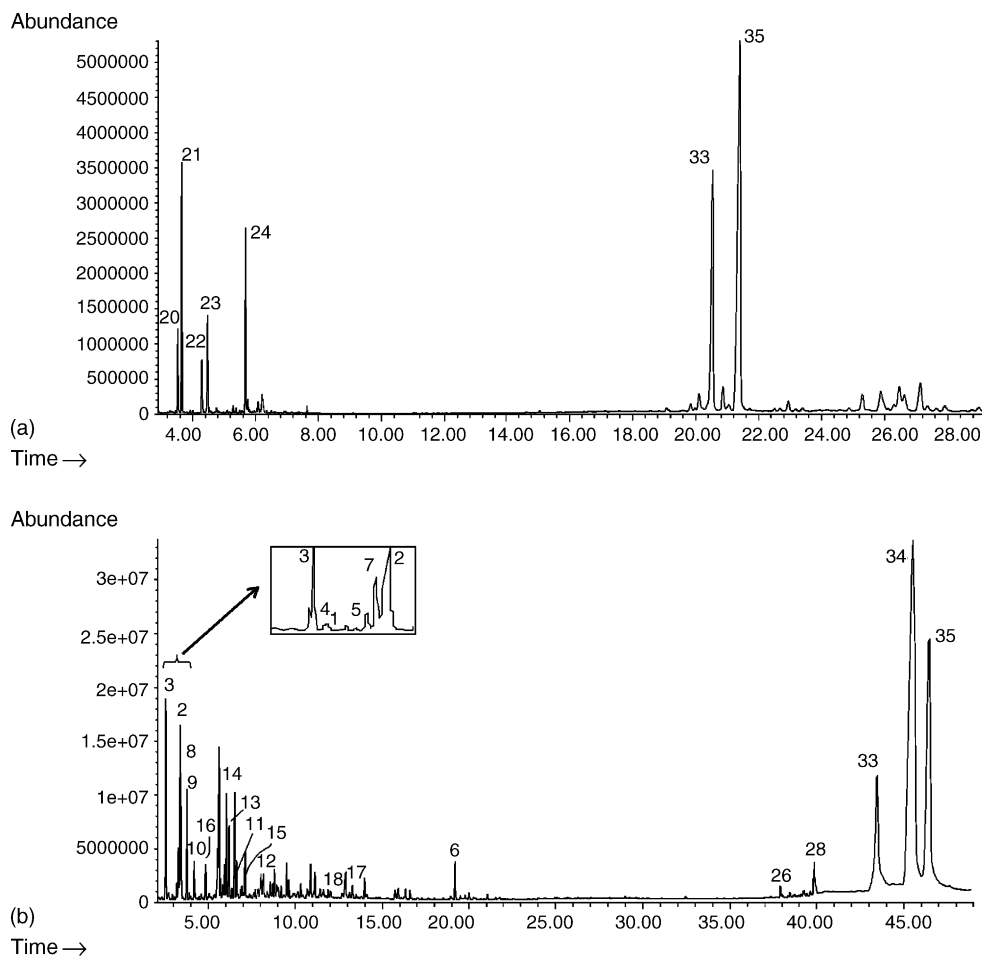 Abundance
35
5000000
4500000
4000000
21
33
3500000
3000000
24
2500000
2000000
23
1500000
20
22
1000000
500000
0
(a)
4.00 6.00 8.00 10.00 12.00 14.00 16.00 18.00 20.00 22.00 24.00 26.00 28.00
Time →
Abundance
3 7 2
4 1 5
34
3e+07
2.5e+07
35
3
2e+07
2
1.5e+07
8
33
14
9
1e+07
13
16
11
15
10
12
6
28
5000000
18 17
26
0
(b)
5.00 10.00 15.00 20.00 25.00 30.00 35.00 40.00 45.00
Time →